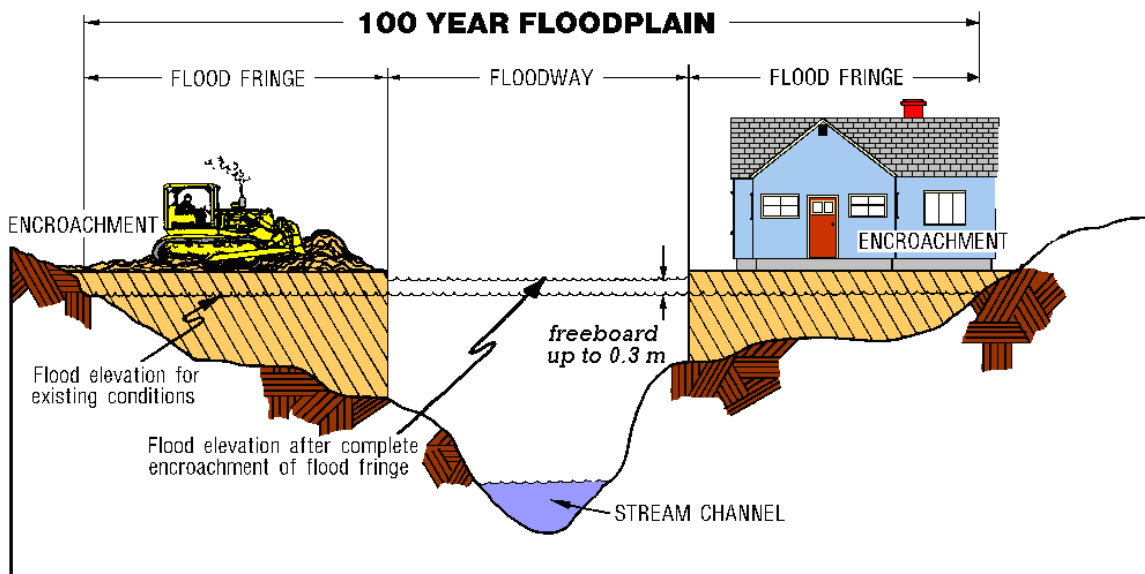 100 YEAR FLOODPLAIN
FLOOD FRINGE
FLOODWAY
FLOOD FRINGE
ENCROACHMENT
ENCROACHMENT
freeboard
up to 0.3 m
Flood elevation for
existing conditions
Flood elevation after complete
encroachment of flood fringe
STREAM CHANNEL